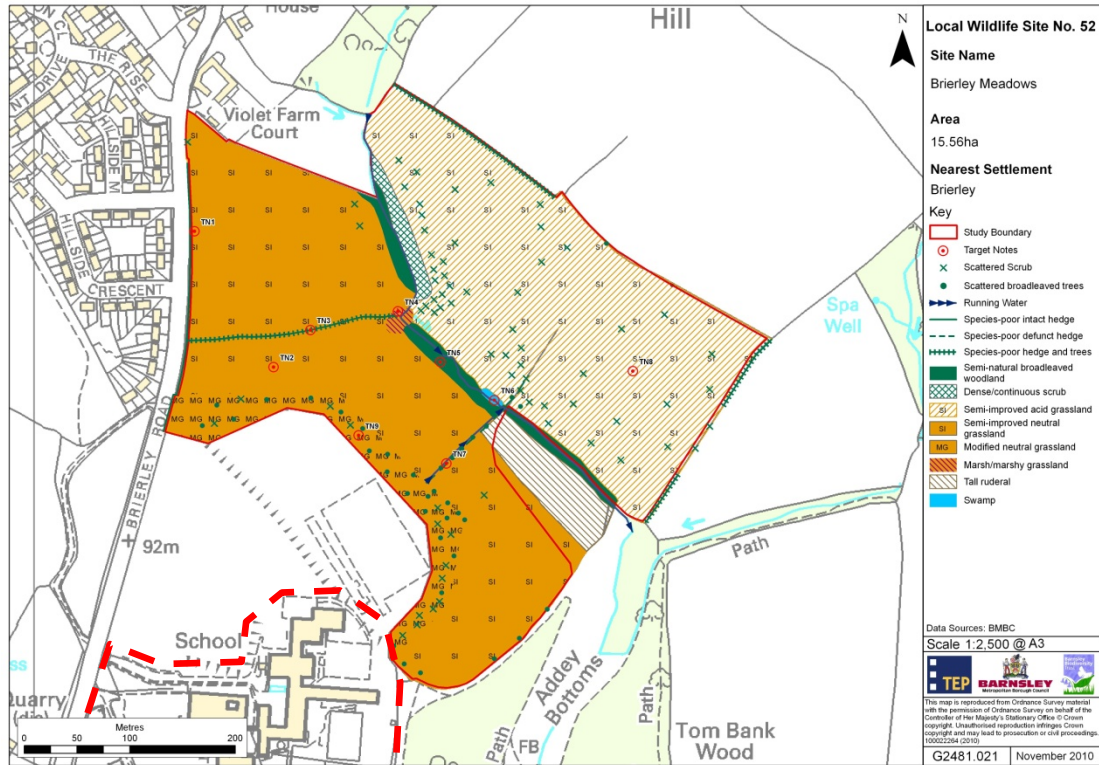 House
Hill
N
ON CL
THE RISE
NT DRIVE
HILLSIDE M
Violet Farm
Court
HILLSIDE
CRESCENT
BRIERLEY ROAD
92m
School
Quarry
Spa
Well
Path
Addey
Bottoms
Path
Path
FB
Tom Bank
Wood
TN1
TN2
TN3
TN4
TN5
TN6
TN7
TN8
TN9
Metres
0 50 100 200
Local Wildlife Site No. 52
Site Name
Brierley Meadows
Area
15.56ha
Nearest Settlement
Brierley
Key
Study Boundary
Target Notes
Scattered Scrub
Scattered broadleaved trees
Running Water
Species-poor intact hedge
Species-poor defunct hedge
Species-poor hedge and trees
Semi-natural broadleaved
woodland
Dense/continuous scrub
SI Semi-improved acid grassland
SI Semi-improved neutral
grassland
MG Modified neutral grassland
Marsh/marshy grassland
Tall ruderal
Swamp
Data Sources: BMBC
Scale 1:2,500 @ A3
TEP
BARNSLEY
Metropolitan Borough Council
This map is reproduced from Ordnance Survey material
with the permission of Ordnance Survey on behalf of the
Controller of Her Majesty's Stationary Office © Crown
copyright. Unauthorised reproduction infringes Crown
copyright and may lead to prosecution or civil proceedings.
100022264 (2010)
G2481.021 November 2010